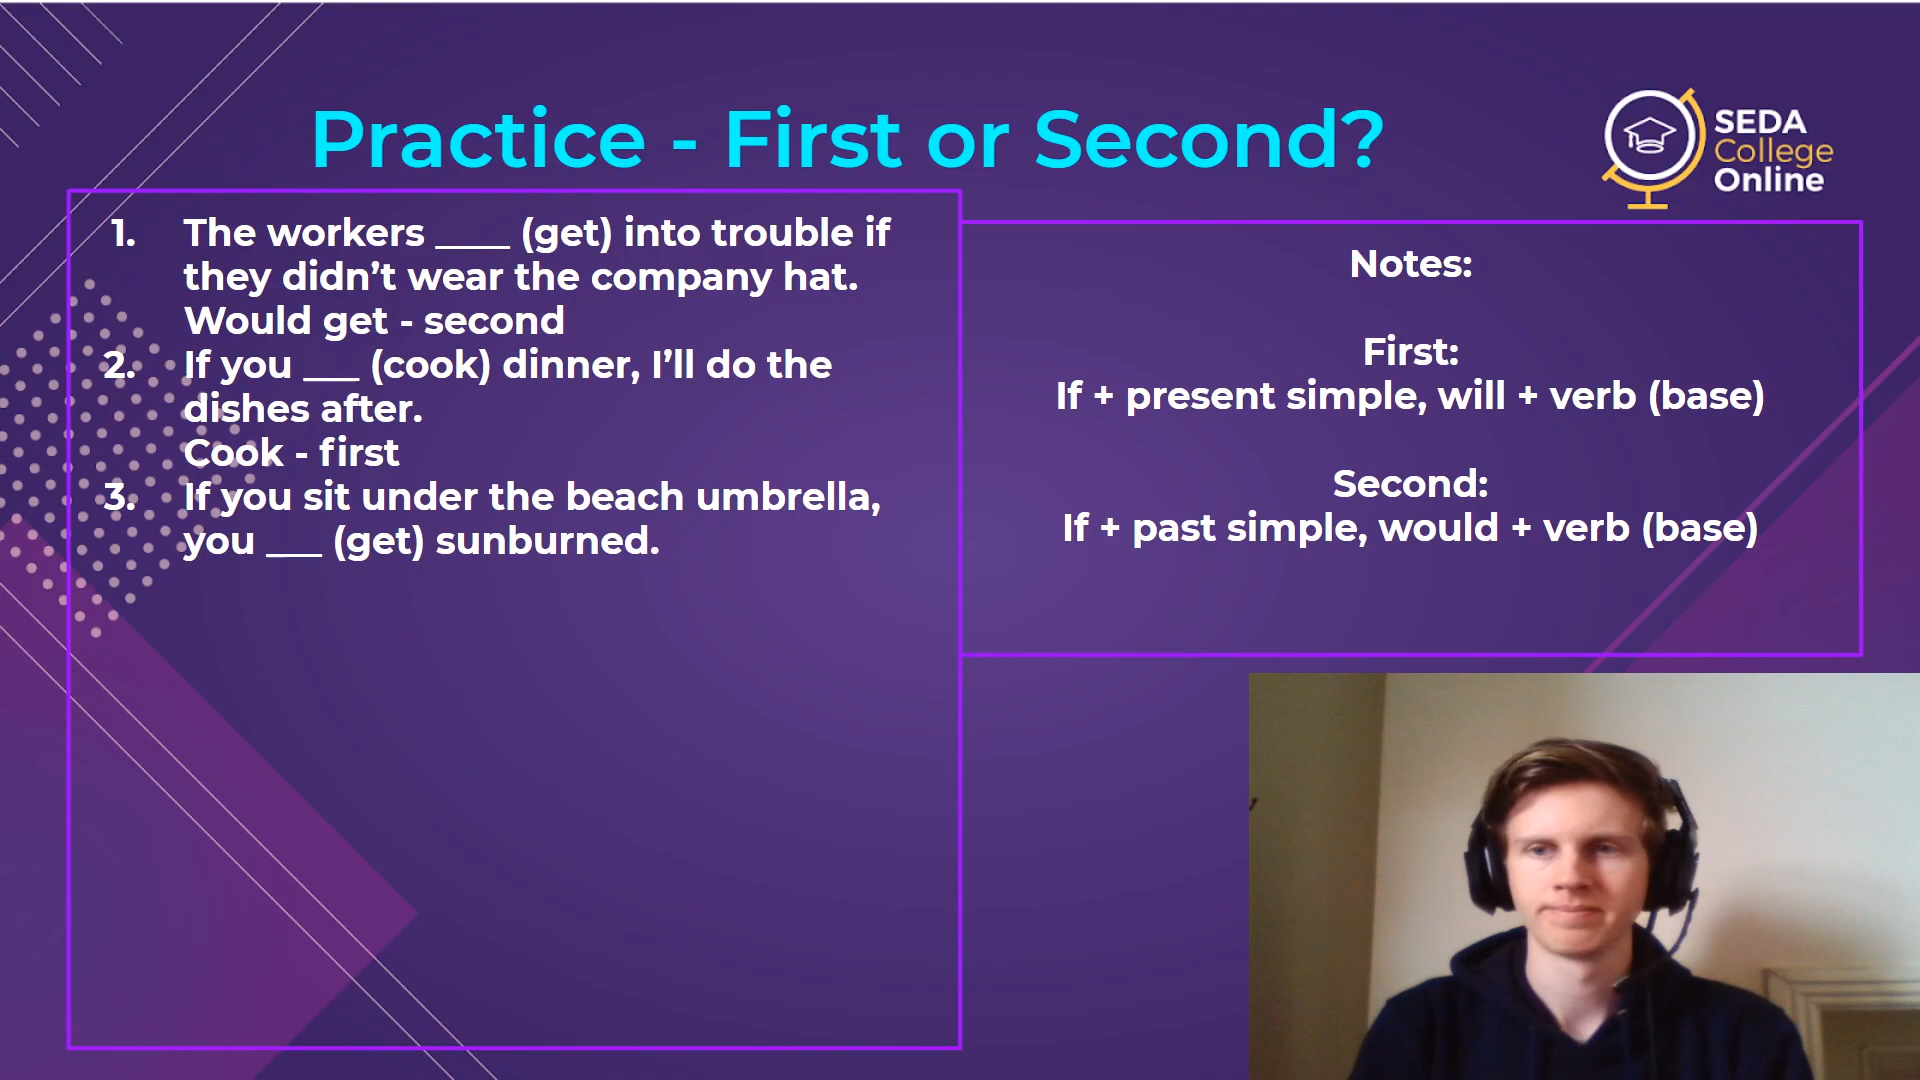 Practice - First or Second?
SEDA
College
Online
1. The workers ____ (get) into trouble if
they didn’t wear the company hat.
Would get - second
2. If you ___ (cook) dinner, I’ll do the
dishes after.
Cook - first
3. If you sit under the beach umbrella,
you ___ (get) sunburned.
Notes:
First:
If + present simple, will + verb (base)
Second:
If + past simple, would + verb (base)